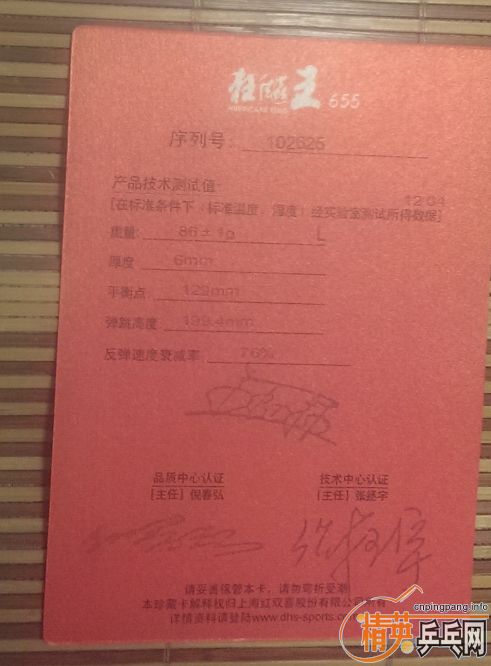 狂飚王 655
HURRICANE KING
序列号: 102625
产品技术测试值: 12 04
[在标准条件下(标准温度、湿度)经实验室测试所得数据]
重量: 86±1g L
厚度: 6mm
平衡点: 129mm
弹跳高度: 199.4mm
反弹速度衰减率: 76%
品质中心认证 技术中心认证
[主任] 倪春弘 [主任] 张继宇
请妥善保管本卡,请勿弯折受潮
本珍藏卡解释权归上海红双喜股份有限公司所有
详情资料请登陆www.dhs-sports.com
cnpingpang.info
精英乒乓网